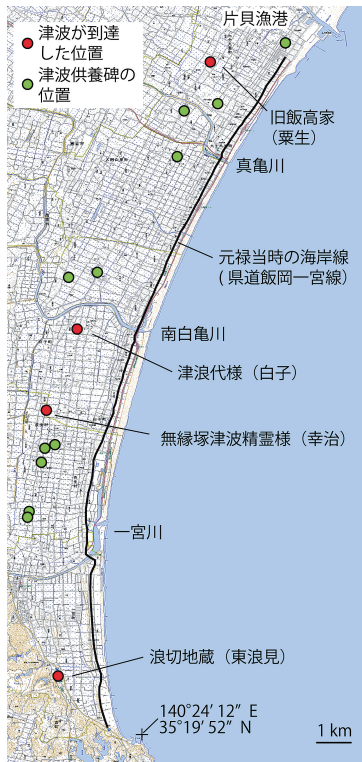 片貝漁港
津波が到達
した位置
津波供養碑の
位置
旧飯高家
（粟生）
真亀川
元禄当時の海岸線
( 県道飯岡一宮線）
南白亀川
津浪代様（白子）
無縁塚津波精霊様（幸治）
一宮川
浪切地蔵（東浪見）
140°24′ 12″ E
35°19′ 52″ N
1 km